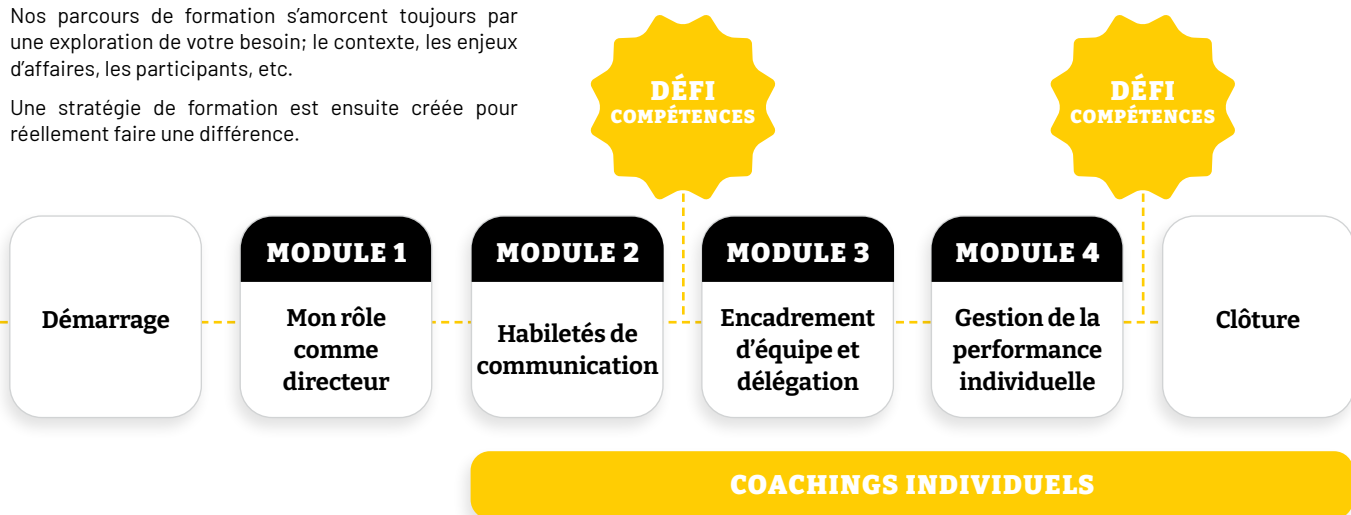 Nos parcours de formation s’amorcent toujours par
une exploration de votre besoin; le contexte, les enjeux
d’affaires, les participants, etc.
Une stratégie de formation est ensuite créée pour
réellement faire une différence.
DÉFI
COMPÉTENCES
DÉFI
COMPÉTENCES
Démarrage
MODULE 1
Mon rôle
comme
directeur
MODULE 2
Habiletés de
communication
MODULE 3
Encadrement
d’équipe et
délégation
MODULE 4
Gestion de la
performance
individuelle
Clôture
COACHINGS INDIVIDUELS